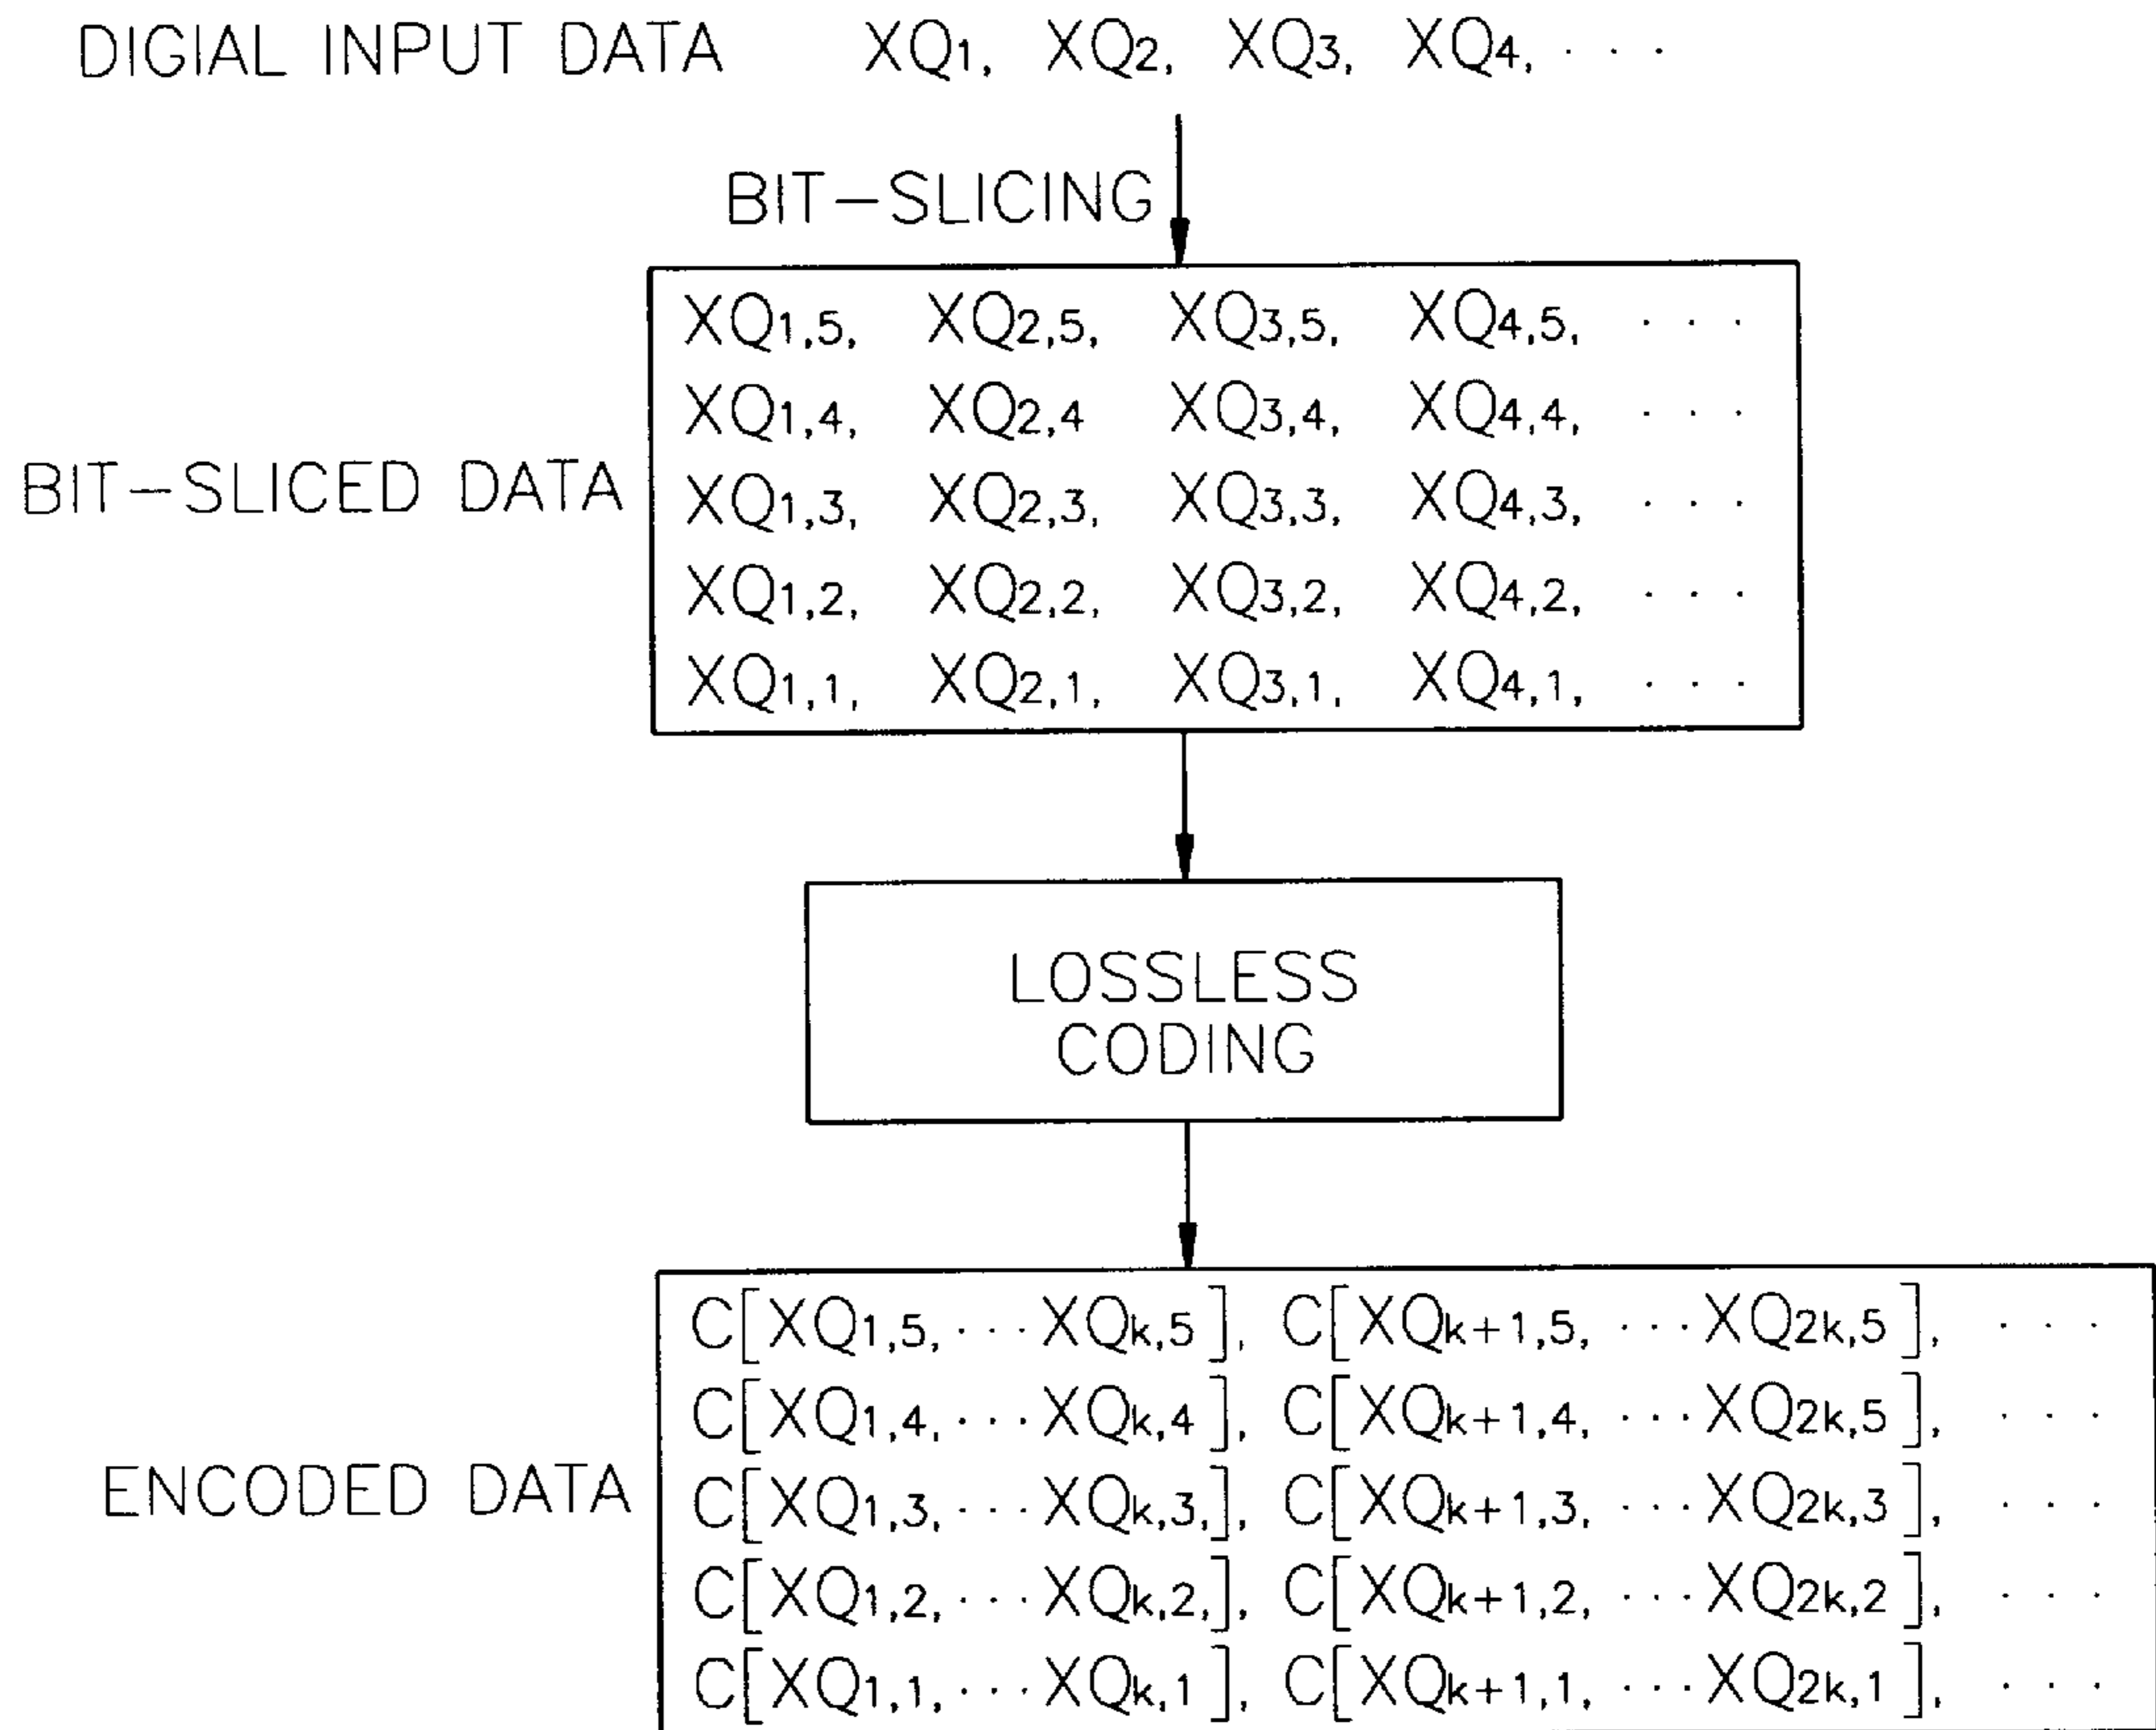 DIGIAL INPUT DATA XQ1, XQ2, XQ3, XQ4, · · ·
BIT-SLICING
XQ1,5, XQ2,5, XQ3,5, XQ4,5, · · ·
XQ1,4, XQ2,4 XQ3,4, XQ4,4, · · ·
BIT-SLICED DATA
XQ1,3, XQ2,3, XQ3,3, XQ4,3, · · ·
XQ1,2, XQ2,2, XQ3,2, XQ4,2, · · ·
XQ1,1, XQ2,1, XQ3,1, XQ4,1, · · ·
LOSSLESS
CODING
C[XQ1,5, · · · XQk,5], C[XQk+1,5, · · · XQ2k,5], · · ·
C[XQ1,4, · · · XQk,4], C[XQk+1,4, · · · XQ2k,5], · · ·
ENCODED DATA
C[XQ1,3, · · · XQk,3,], C[XQk+1,3, · · · XQ2k,3], · · ·
C[XQ1,2, · · · XQk,2,], C[XQk+1,2, · · · XQ2k,2], · · ·
C[XQ1,1, · · · XQk,1], C[XQk+1,1, · · · XQ2k,1], · · ·